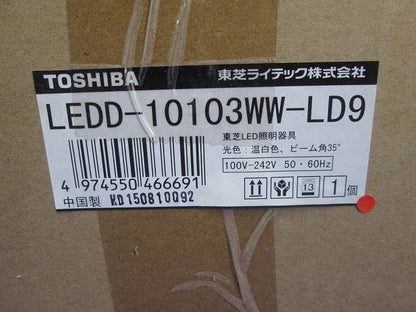 TOSHIBA 東芝ライテック株式会社
LEDD-10103WW-LD9
東芝LED照明器具
光色：温白色、ビーム角35°
100V-242V 50・60Hz
4 974550 466691
13 1個
中国製 KD150810Q92